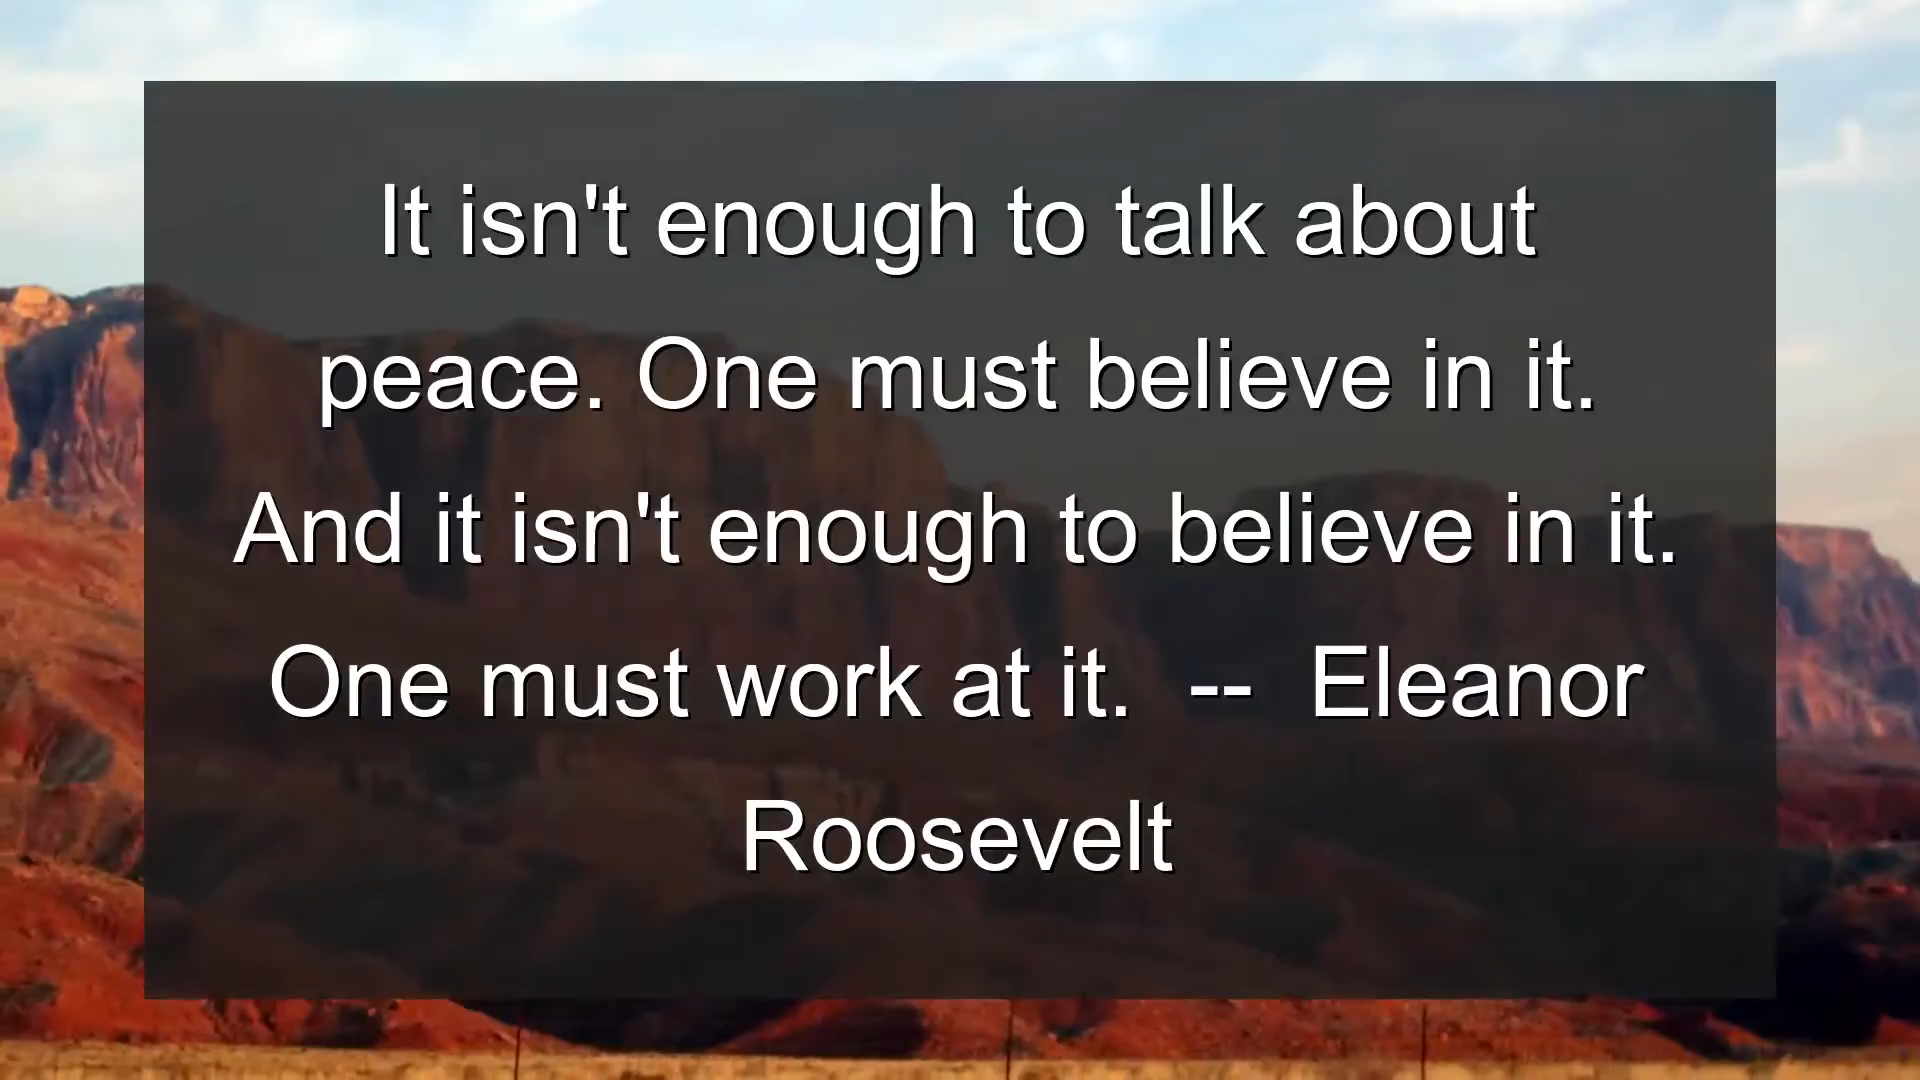 It isn't enough to talk about
peace. One must believe in it.
And it isn't enough to believe in it.
One must work at it.  --  Eleanor
Roosevelt